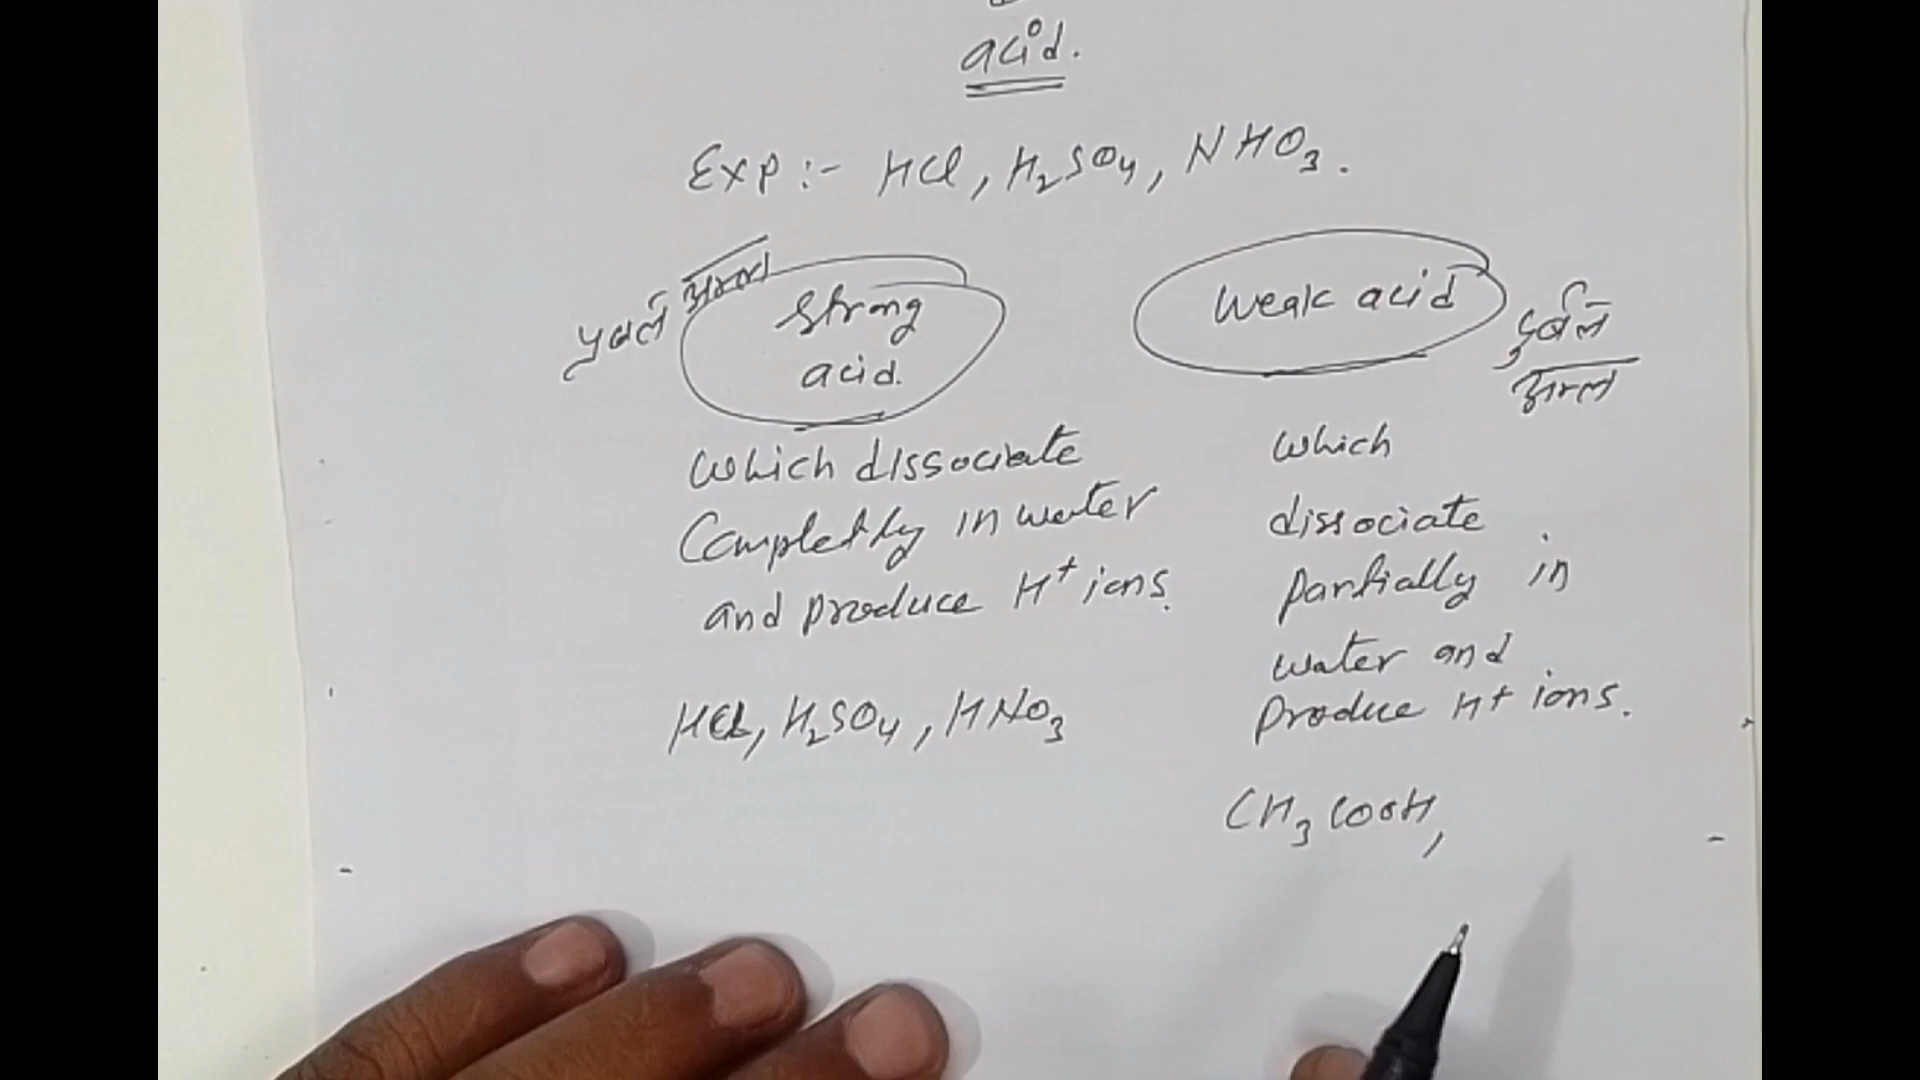 acid.
Exp :- HCl, H₂SO₄, NHO₃.
प्रबल अम्ल
Strong
acid.
Weak acid
दुर्बल
अम्ल
which dissociate
Completly in water
and produce H⁺ ions.
HCl, H₂SO₄, HNO₃
which
dissociate
partially in
water and
produce H⁺ ions.
CH₃COOH,